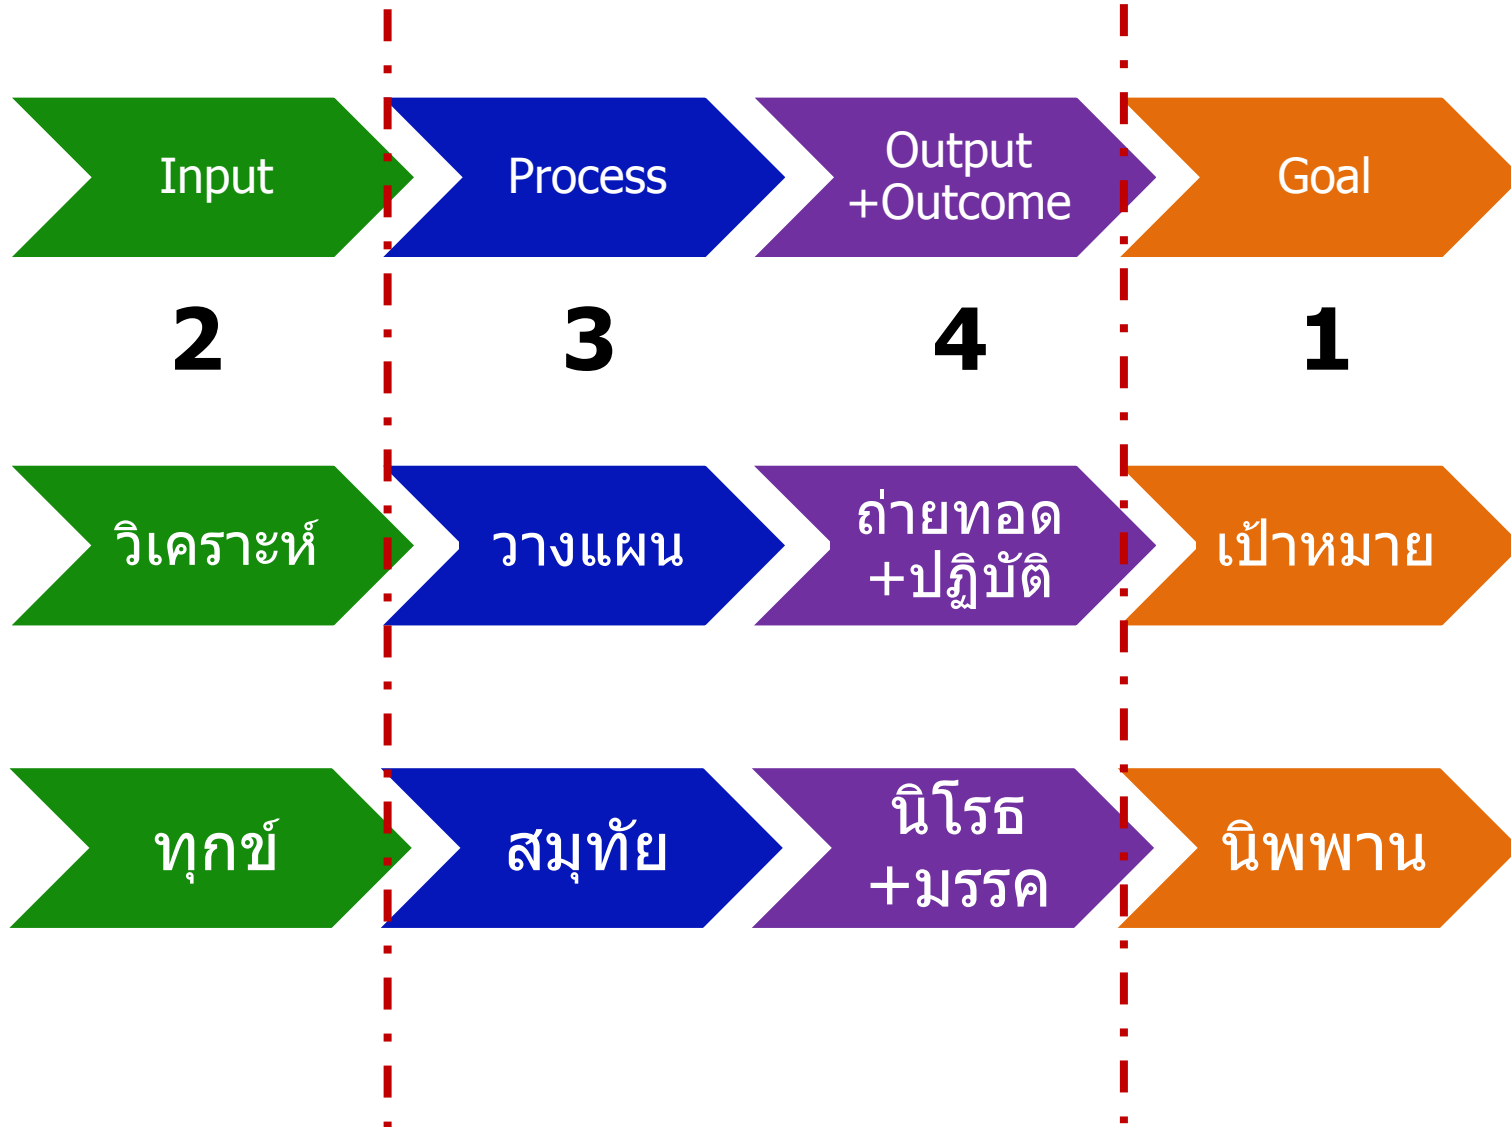 Input
Process
Output
+Outcome
Goal
2
3
4
1
วิเคราะห์
วางแผน
ถ่ายทอด
+ปฏิบัติ
เป้าหมาย
ทุกข์
สมุทัย
นิโรธ
+มรรค
นิพพาน